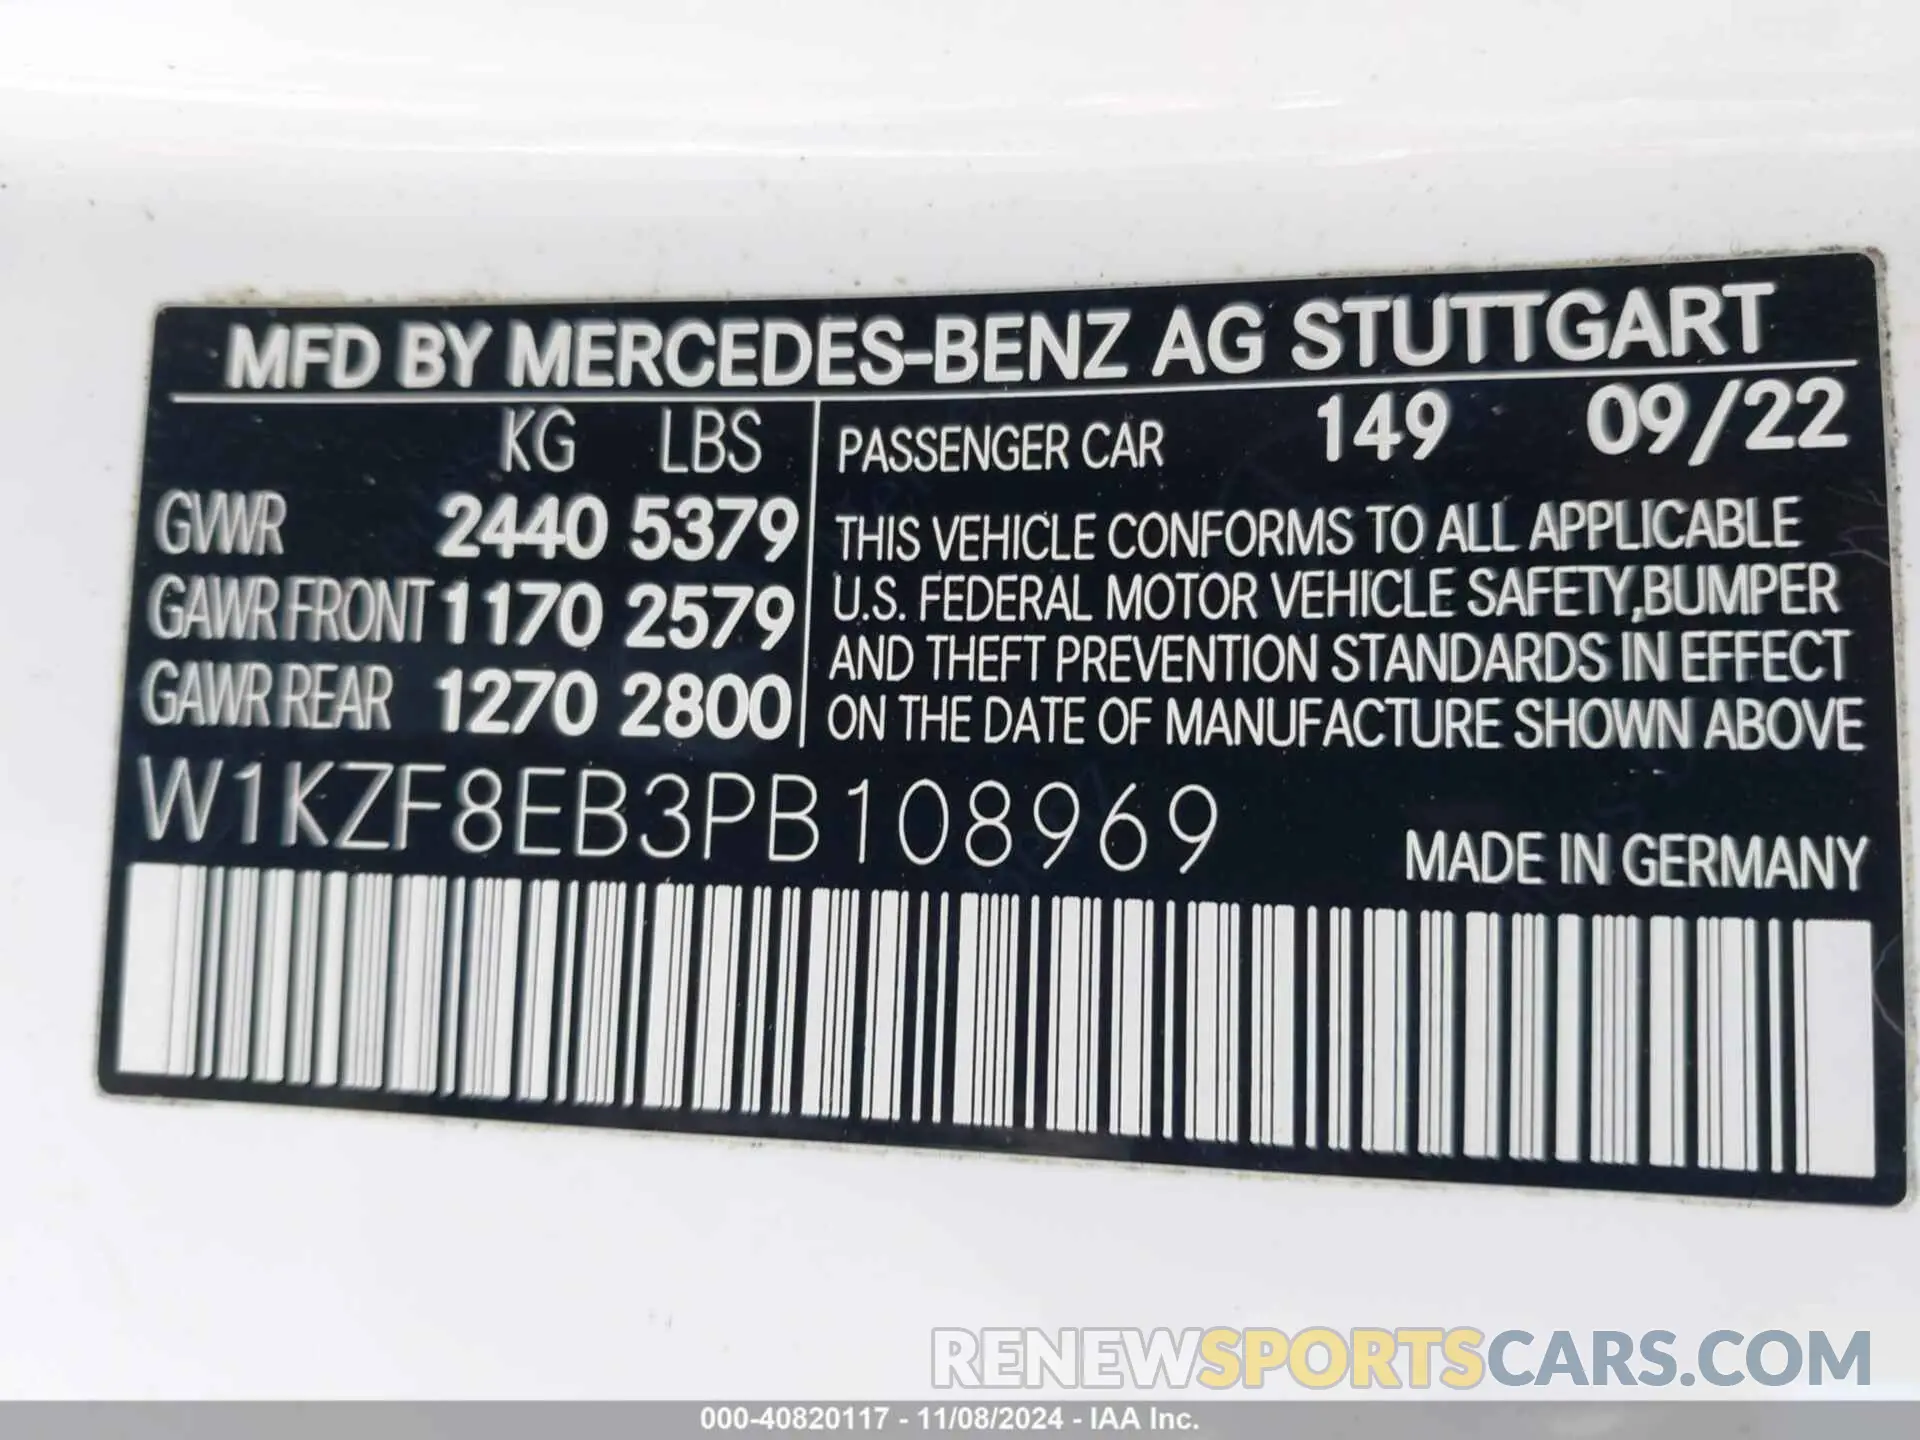 MFD BY MERCEDES-BENZ AG STUTTGART
KG LBS
GVWR 2440 5379
GAWR FRONT 1170 2579
GAWR REAR 1270 2800
PASSENGER CAR 149 09/22
THIS VEHICLE CONFORMS TO ALL APPLICABLE
U.S. FEDERAL MOTOR VEHICLE SAFETY,BUMPER
AND THEFT PREVENTION STANDARDS IN EFFECT
ON THE DATE OF MANUFACTURE SHOWN ABOVE
W1KZF8EB3PB108969
MADE IN GERMANY
RENEWSPORTSCARS.COM
000-40820117 - 11/08/2024 - IAA Inc.